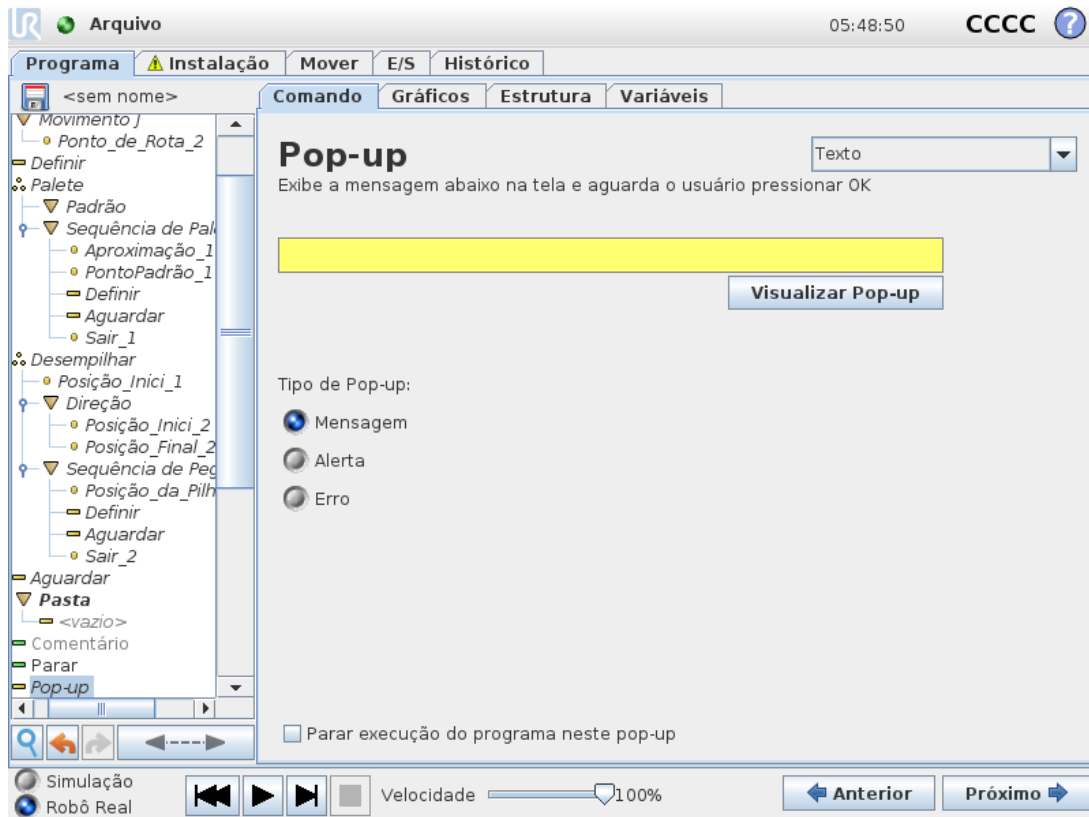 UR
Arquivo
05:48:50
CCCC
?
Programa
Instalação
Mover
E/S
Histórico
<sem nome>
Comando
Gráficos
Estrutura
Variáveis
Movimento J
Ponto_de_Rota_2
Definir
Palete
Padrão
Sequência de Pal
Aproximação_1
PontoPadrão_1
Definir
Aguardar
Sair_1
Desempilhar
Posição_Inici_1
Direção
Posição_Inici_2
Posição_Final_2
Sequência de Peg
Posição_da_Pilh
Definir
Aguardar
Sair_2
Aguardar
Pasta
<vazio>
Comentário
Parar
Pop-up
Pop-up
Texto
Exibe a mensagem abaixo na tela e aguarda o usuário pressionar OK
Visualizar Pop-up
Tipo de Pop-up:
Mensagem
Alerta
Erro
Parar execução do programa neste pop-up
Simulação
Robô Real
Velocidade
100%
Anterior
Próximo